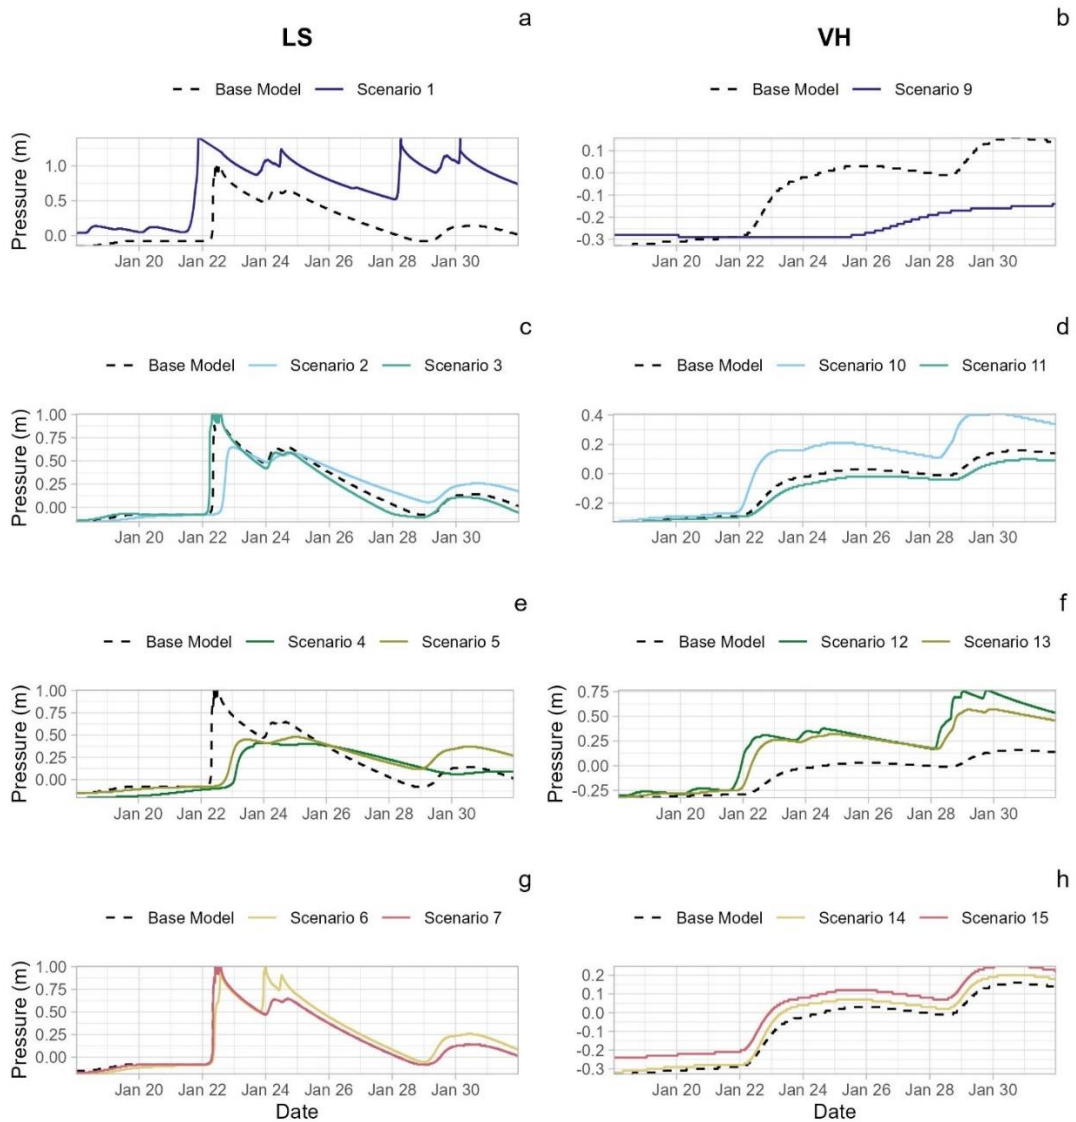 a b
LS VH
Base Model Scenario 1 Base Model Scenario 9
Pressure (m)
1.0
0.5
0.0
Jan 20 Jan 22 Jan 24 Jan 26 Jan 28 Jan 30
0.1
0.0
-0.1
-0.2
-0.3
Jan 20 Jan 22 Jan 24 Jan 26 Jan 28 Jan 30
c d
Base Model Scenario 2 Scenario 3 Base Model Scenario 10 Scenario 11
Pressure (m)
1.00
0.75
0.50
0.25
0.00
Jan 20 Jan 22 Jan 24 Jan 26 Jan 28 Jan 30
0.4
0.2
0.0
-0.2
Jan 20 Jan 22 Jan 24 Jan 26 Jan 28 Jan 30
e f
Base Model Scenario 4 Scenario 5 Base Model Scenario 12 Scenario 13
Pressure (m)
1.00
0.75
0.50
0.25
0.00
Jan 20 Jan 22 Jan 24 Jan 26 Jan 28 Jan 30
Pressure (m)
0.75
0.50
0.25
0.00
-0.25
Jan 20 Jan 22 Jan 24 Jan 26 Jan 28 Jan 30
g h
Base Model Scenario 6 Scenario 7 Base Model Scenario 14 Scenario 15
Pressure (m)
1.00
0.75
0.50
0.25
0.00
Jan 20 Jan 22 Jan 24 Jan 26 Jan 28 Jan 30
Date
0.2
0.1
0.0
-0.1
-0.2
-0.3
Jan 20 Jan 22 Jan 24 Jan 26 Jan 28 Jan 30
Date